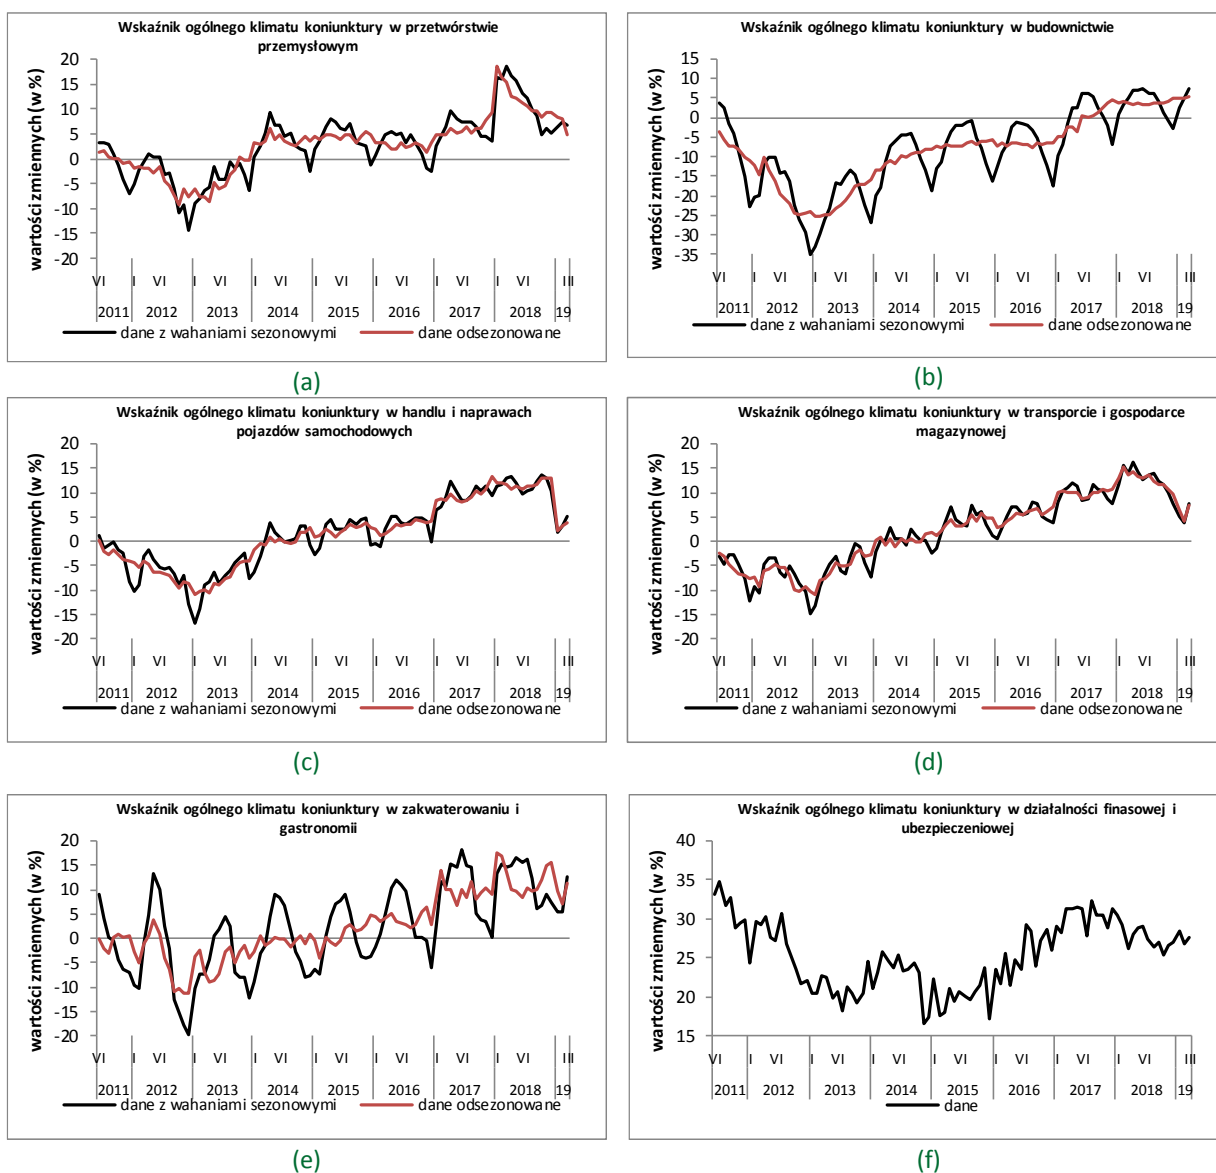 Wskaźnik ogólnego klimatu koniunktury w przetwórstwie
przemysłowym
wartości zmiennych (w %)
20
15
10
5
0
-5
-10
-15
-20
VI I VI I VI I VI I VI I VI I VI I VI I III
2011 2012 2013 2014 2015 2016 2017 2018 19
dane z wahaniami sezonowymi dane odsezonowane
(a)
Wskaźnik ogólnego klimatu koniunktury w budownictwie
wartości zmiennych (w %)
15
10
5
0
-5
-10
-15
-20
-25
-30
-35
VI I VI I VI I VI I VI I VI I VI I VI I III
2011 2012 2013 2014 2015 2016 2017 2018 19
dane z wahaniami sezonowymi dane odsezonowane
(b)
Wskaźnik ogólnego klimatu koniunktury w handlu i naprawach
pojazdów samochodowych
wartości zmiennych (w %)
20
15
10
5
0
-5
-10
-15
-20
VI I VI I VI I VI I VI I VI I VI I VI I III
2011 2012 2013 2014 2015 2016 2017 2018 19
dane z wahaniami sezonowymi dane odsezonowane
(c)
Wskaźnik ogólnego klimatu koniunktury w transporcie i gospodarce
magazynowej
wartości zmiennych (w %)
20
15
10
5
0
-5
-10
-15
-20
VI I VI I VI I VI I VI I VI I VI I VI I III
2011 2012 2013 2014 2015 2016 2017 2018 19
dane z wahaniami sezonowymi dane odsezonowane
(d)
Wskaźnik ogólnego klimatu koniunktury w zakwaterowaniu i
gastronomii
wartości zmiennych (w %)
20
15
10
5
0
-5
-10
-15
-20
VI I VI I VI I VI I VI I VI I VI I VI I III
2011 2012 2013 2014 2015 2016 2017 2018 19
dane z wahaniami sezonowymi dane odsezonowane
(e)
Wskaźnik ogólnego klimatu koniunktury w działalności finasowej i
ubezpieczeniowej
wartości zmiennych (w %)
40
35
30
25
20
15
VI I VI I VI I VI I VI I VI I VI I VI I III
2011 2012 2013 2014 2015 2016 2017 2018 19
dane
(f)